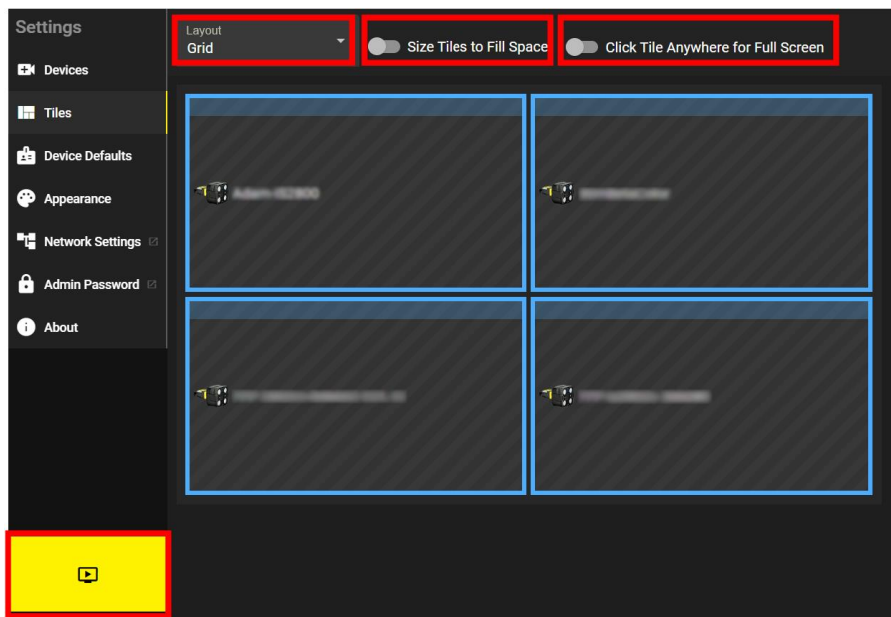 Settings
Devices
Tiles
Device Defaults
Appearance
Network Settings
Admin Password
About
Layout
Grid
Size Tiles to Fill Space
Click Tile Anywhere for Full Screen